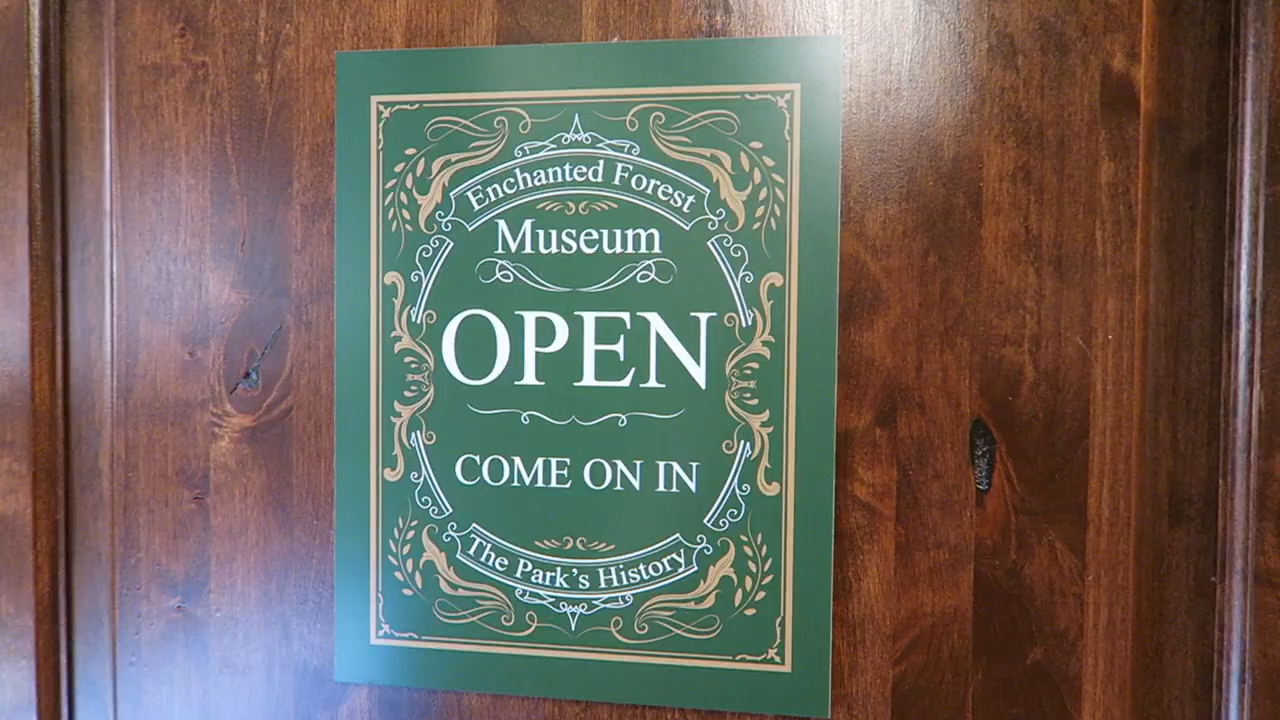 Enchanted Forest
Museum
OPEN
COME ON IN
The Park's History